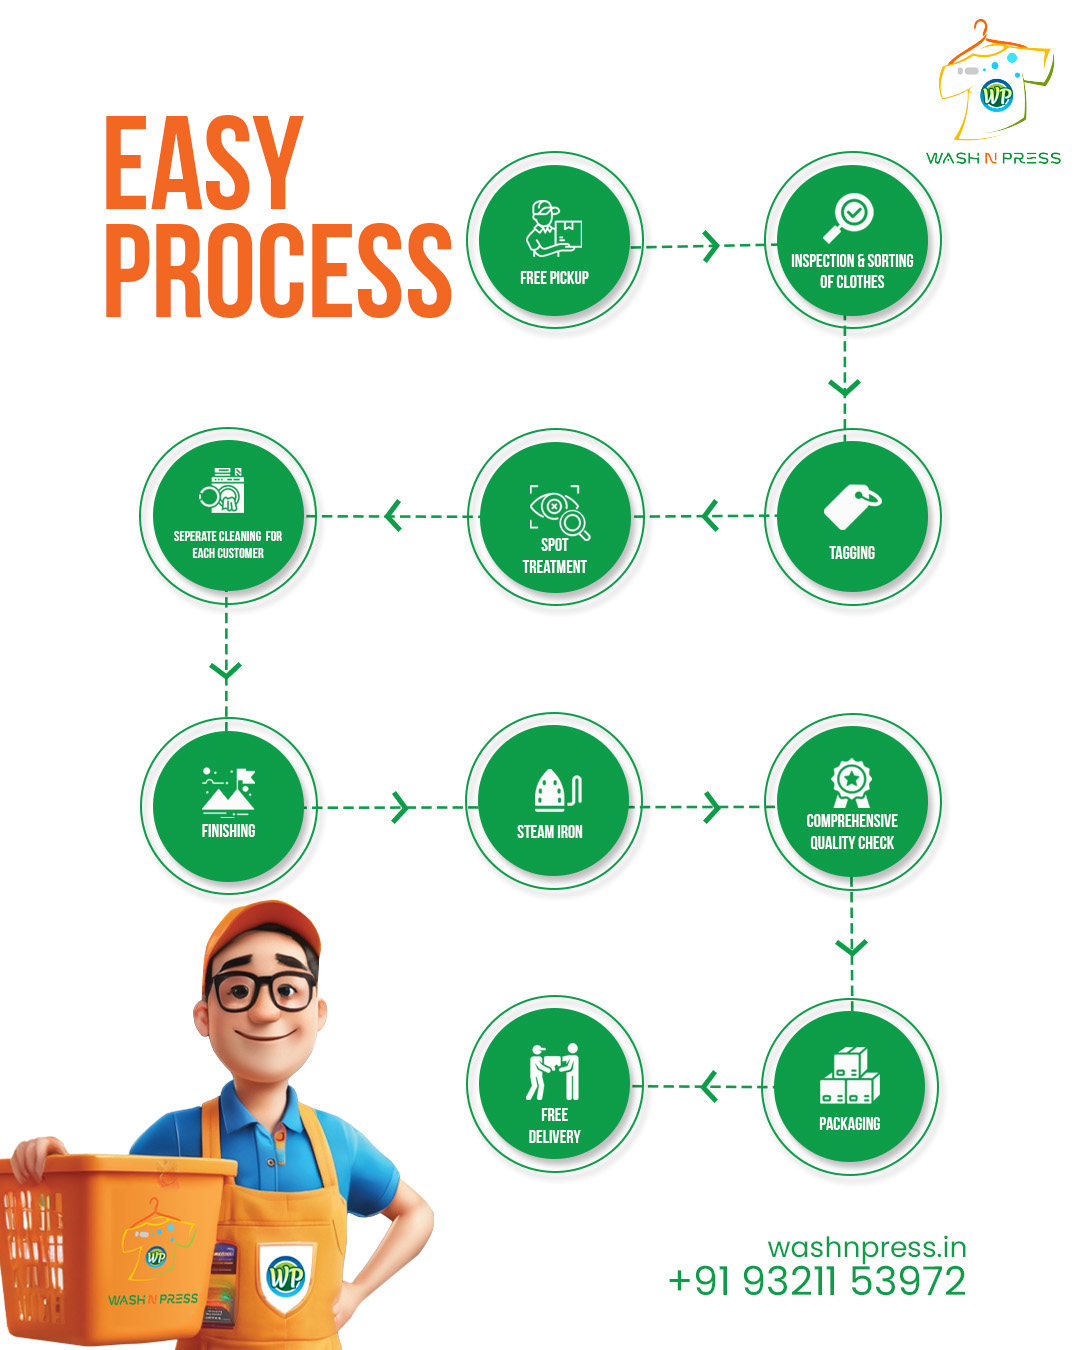 WP
WASH N PRESS
EASY
PROCESS
FREE PICKUP
INSPECTION & SORTING
OF CLOTHES
TAGGING
SPOT
TREATMENT
SEPERATE CLEANING FOR
EACH CUSTOMER
FINISHING
STEAM IRON
COMPREHENSIVE
QUALITY CHECK
PACKAGING
FREE
DELIVERY
WP
WASH N PRESS
WP
washnpress.in
+91 93211 53972